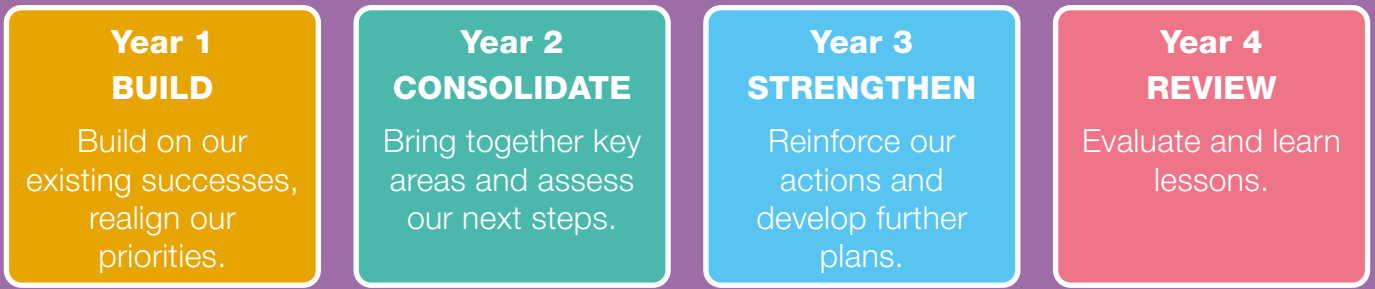 Year 1
BUILD
Build on our
existing successes,
realign our
priorities.
Year 2
CONSOLIDATE
Bring together key
areas and assess
our next steps.
Year 3
STRENGTHEN
Reinforce our
actions and
develop further
plans.
Year 4
REVIEW
Evaluate and learn
lessons.